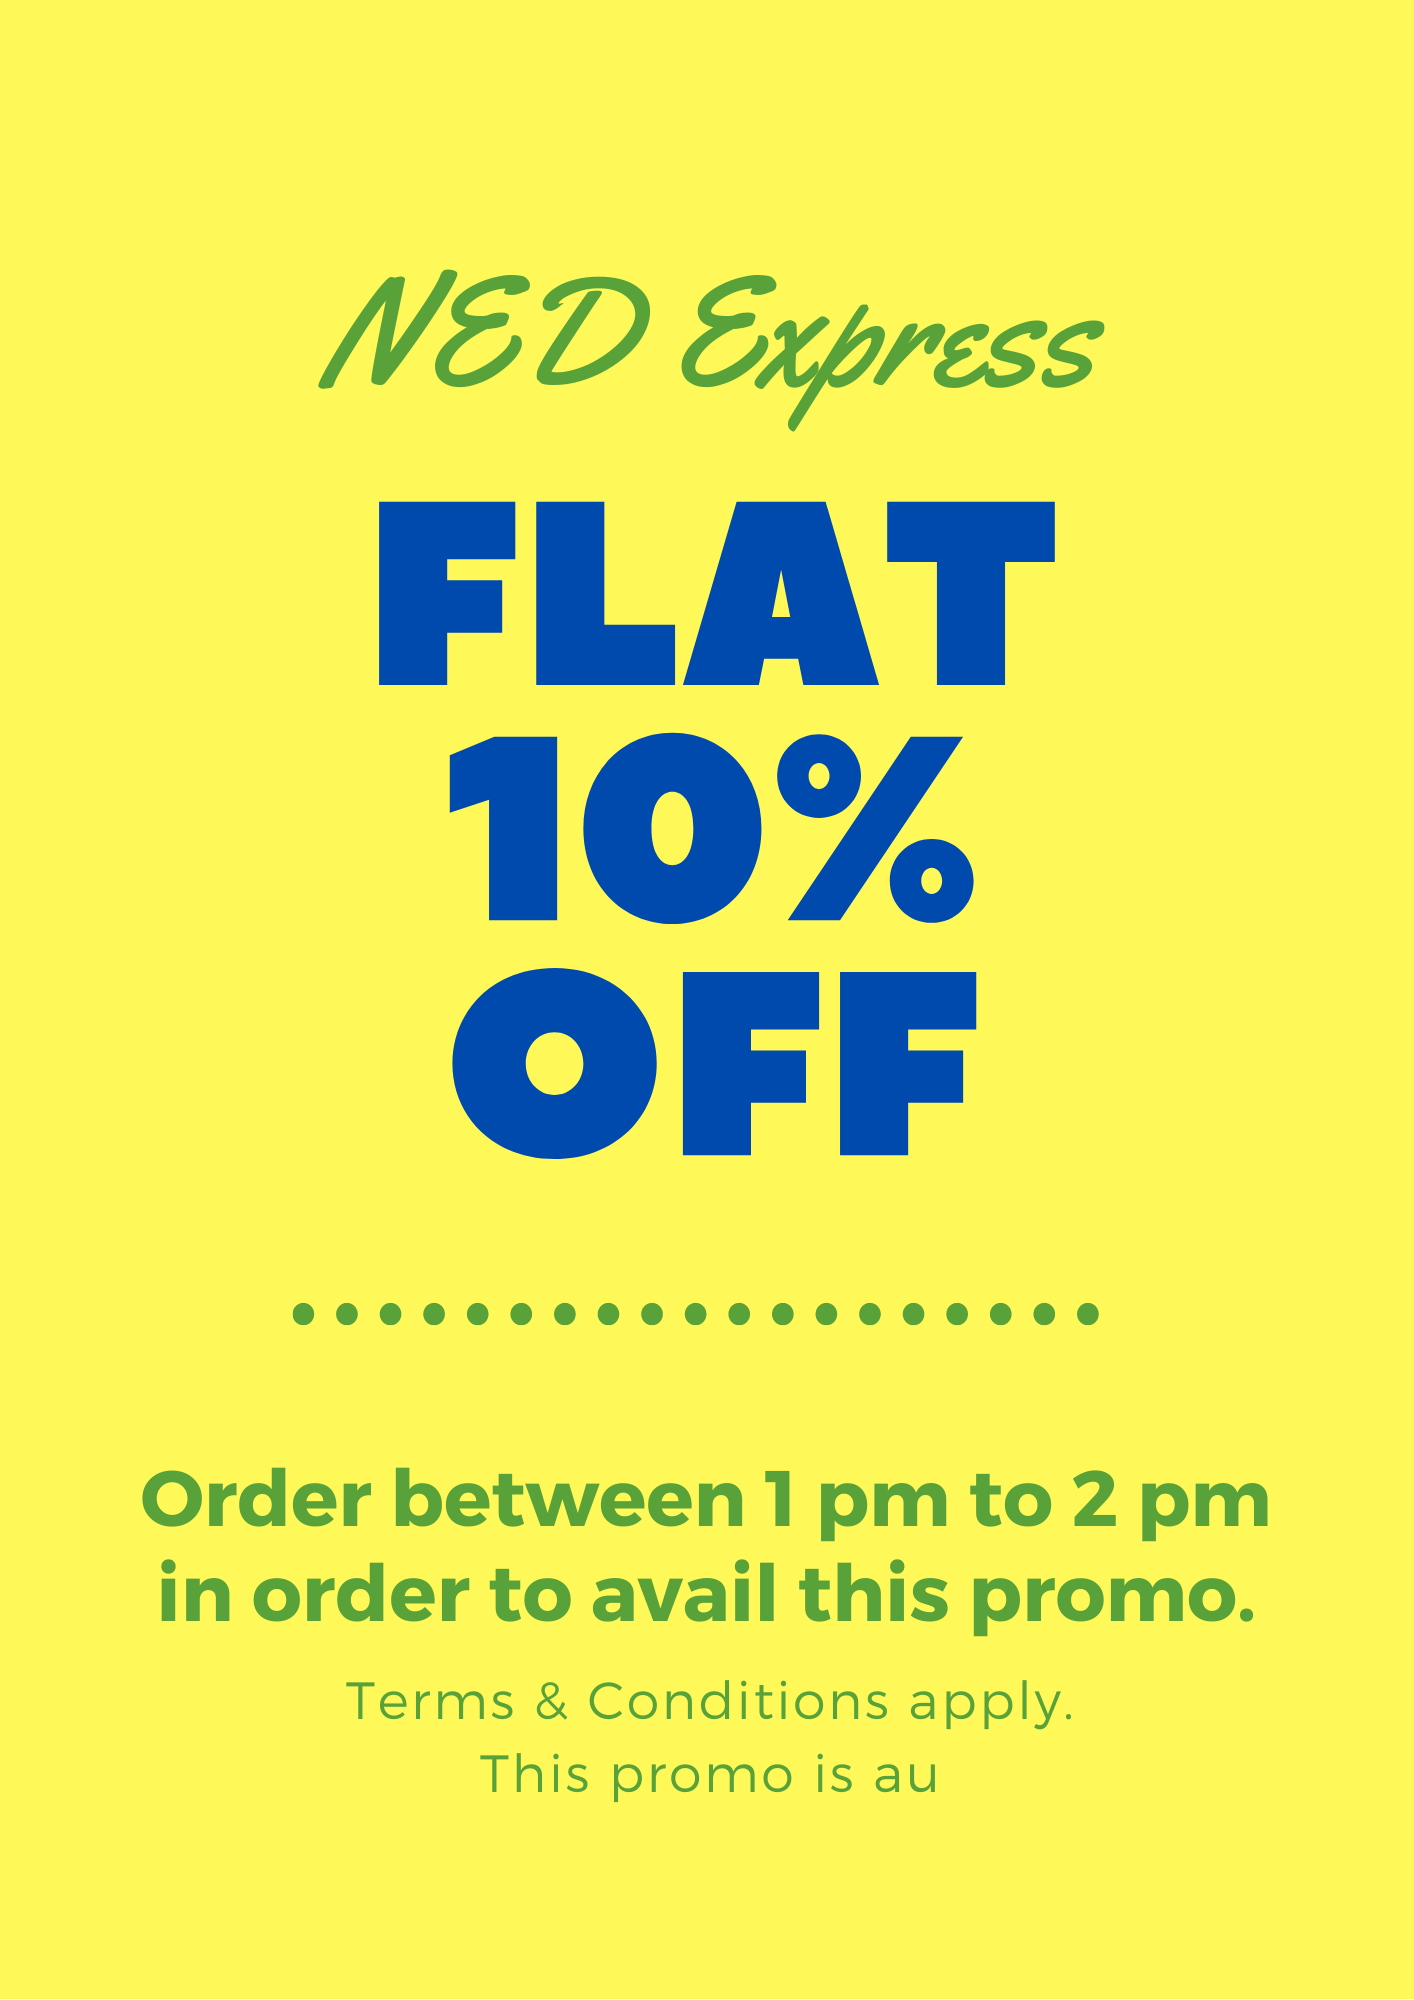 NED Express
FLAT
10%
OFF
Order between 1 pm to 2 pm
in order to avail this promo.
Terms & Conditions apply.
This promo is au